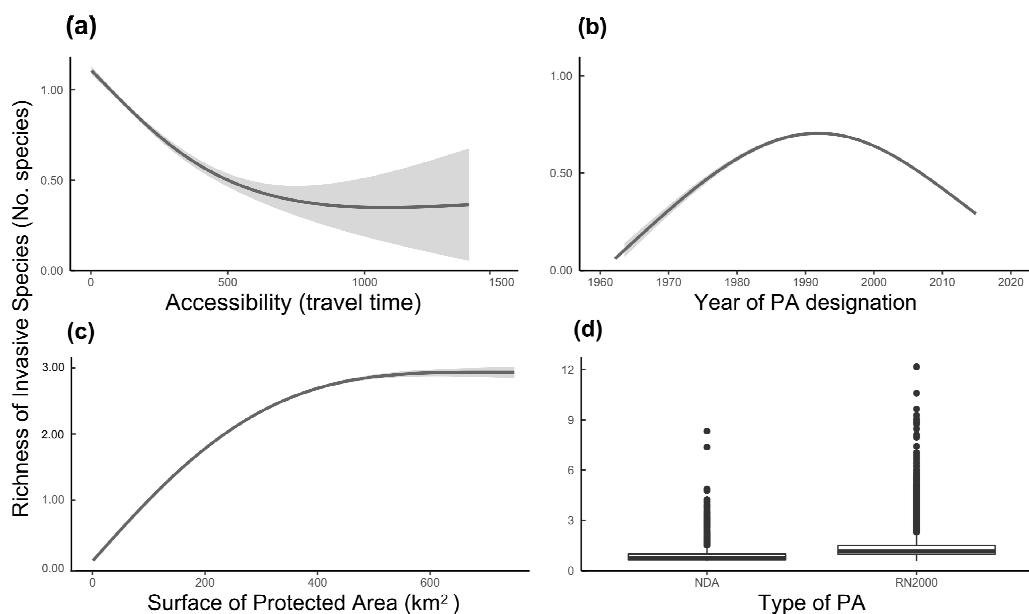 (a)
1.00
0.50
0.00
0
500
1000
1500
Accessibility (travel time)
(b)
1.00
0.50
0.00
1960
1970
1980
1990
2000
2010
2020
Year of PA designation
Richness of Invasive Species (No. species)
(c)
3.00
2.00
1.00
0.00
0
200
400
600
Surface of Protected Area (km²)
(d)
12
9
6
3
0
NDA
RN2000
Type of PA